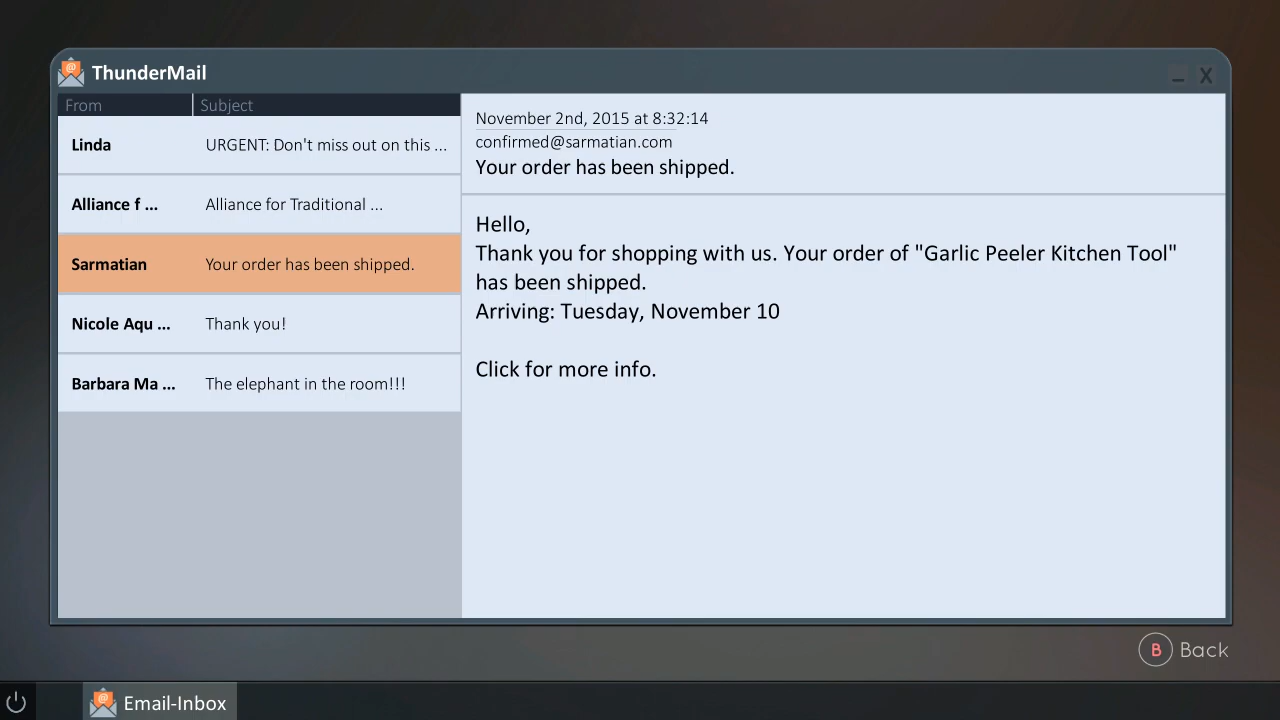 ThunderMail
From Subject
Linda URGENT: Don't miss out on this ...
Alliance f ... Alliance for Traditional ...
Sarmatian Your order has been shipped.
Nicole Aqu ... Thank you!
Barbara Ma ... The elephant in the room!!!
November 2nd, 2015 at 8:32:14
confirmed@sarmatian.com
Your order has been shipped.
Hello,
Thank you for shopping with us. Your order of "Garlic Peeler Kitchen Tool"
has been shipped.
Arriving: Tuesday, November 10
Click for more info.
B Back
Email-Inbox